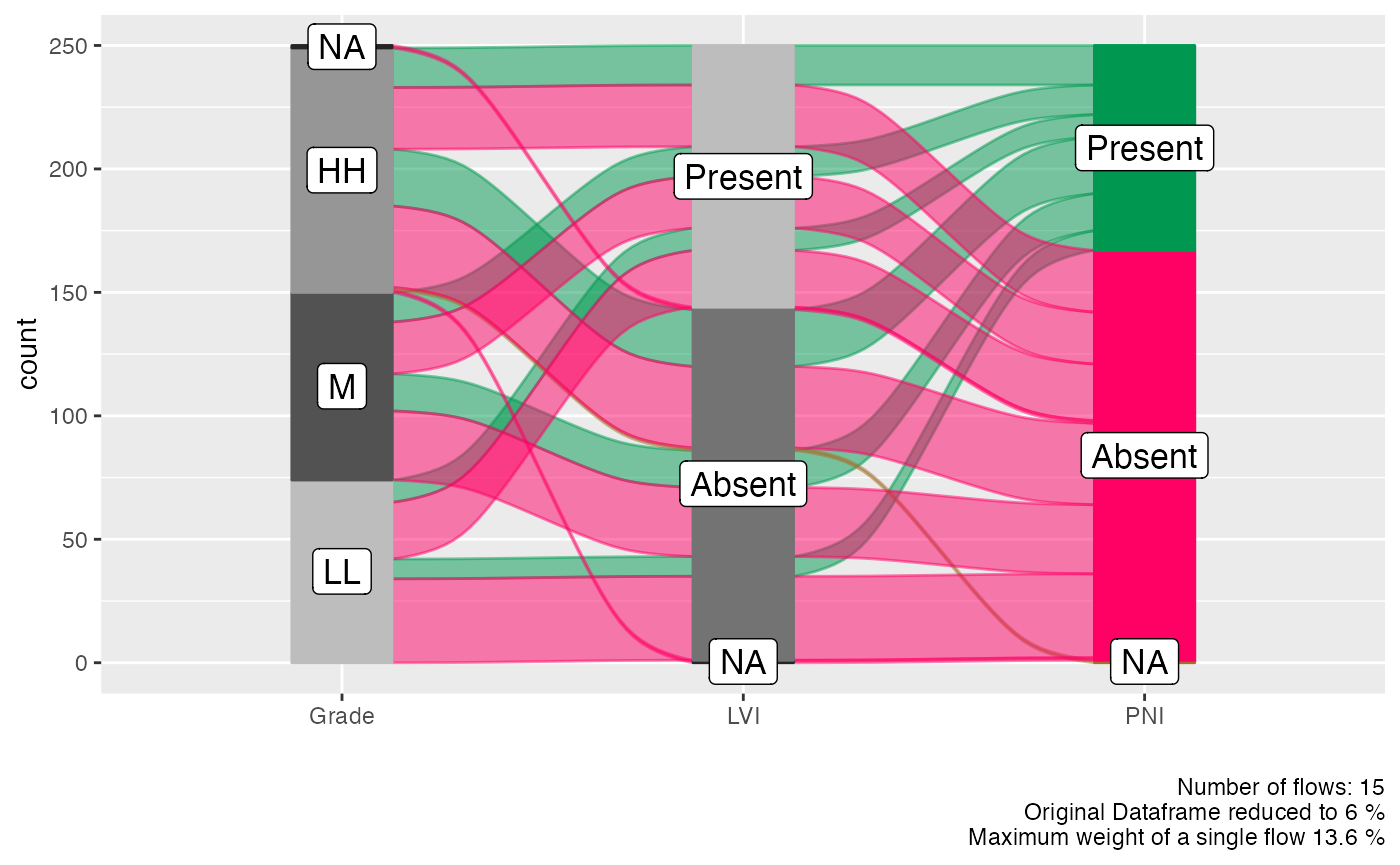 250
200
150
100
50
0
count
NA
HH
M
LL
Present
Absent
NA
Present
Absent
NA
Grade
LVI
PNI
Number of flows: 15
Original Dataframe reduced to 6 %
Maximum weight of a single flow 13.6 %